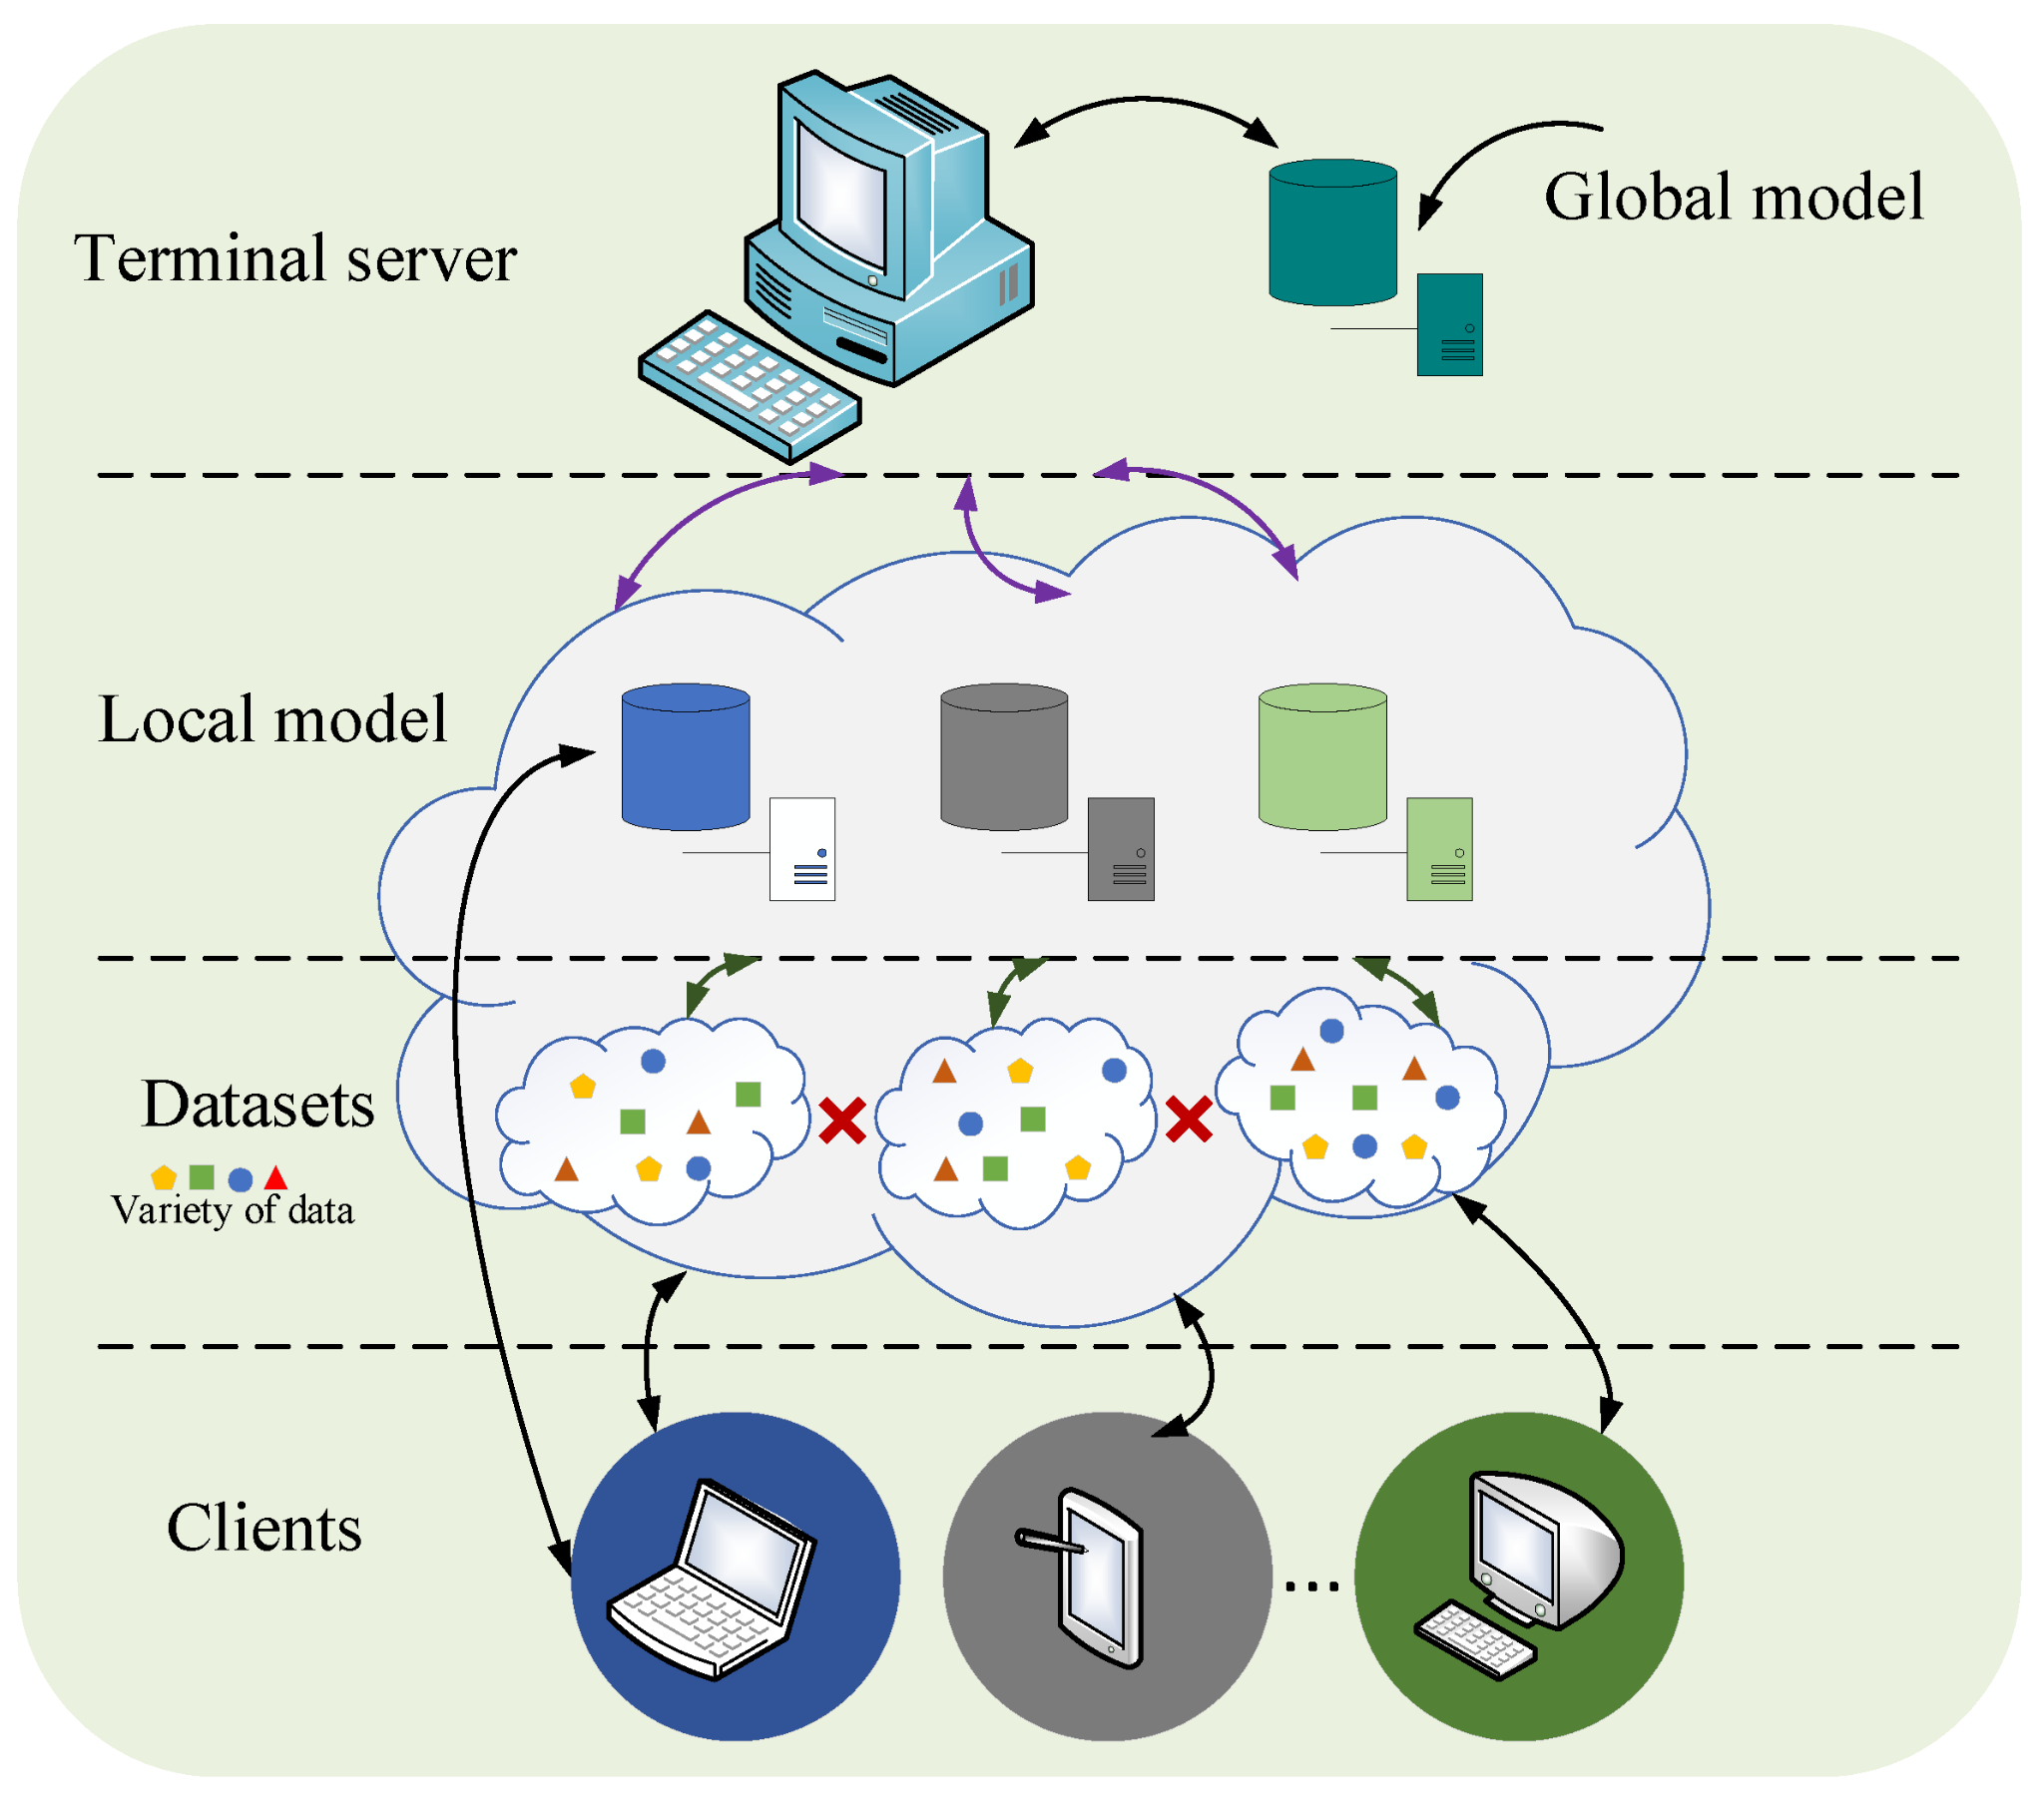 Terminal server
Global model
Local model
Datasets
Variety of data
Clients
...